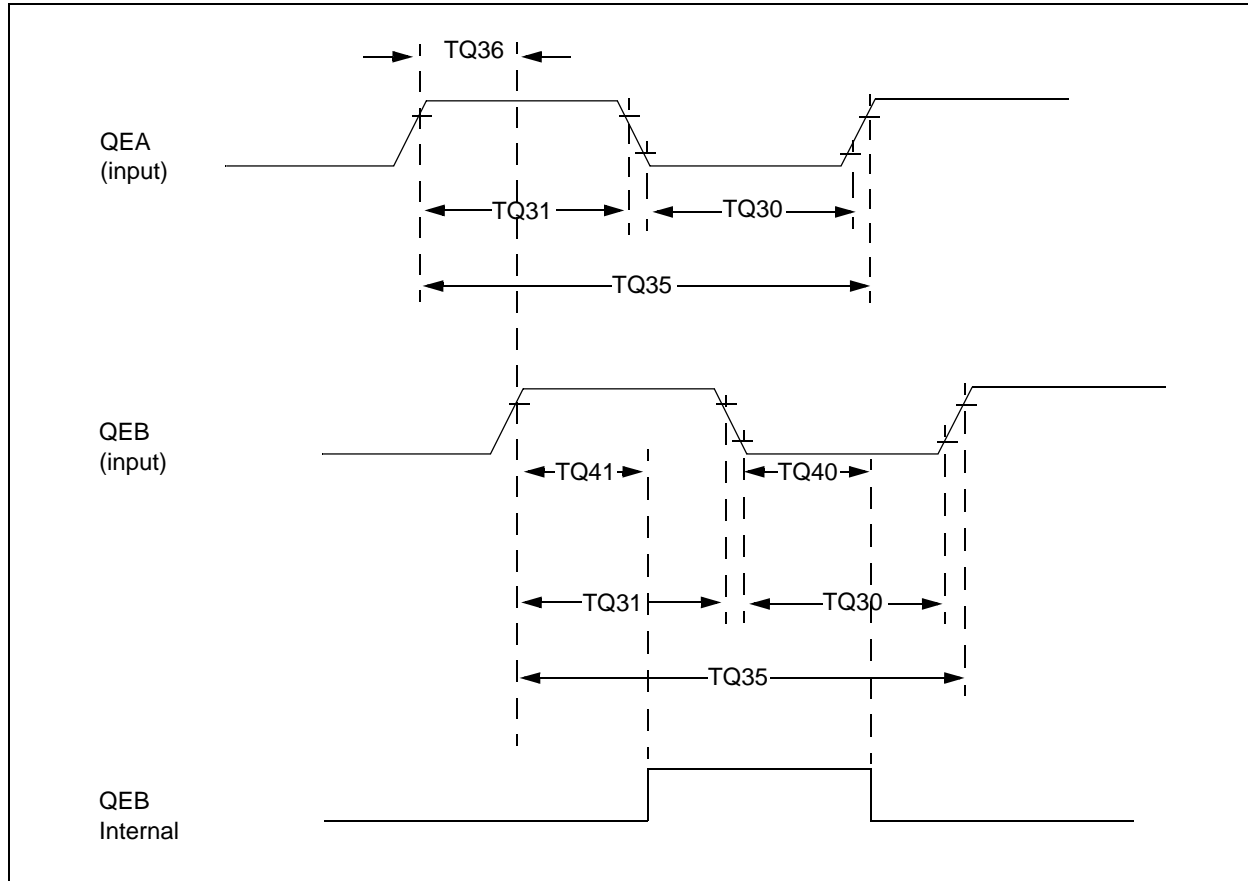 TQ36
QEA
(input)
TQ31
TQ30
TQ35
QEB
(input)
TQ41
TQ40
TQ31
TQ30
TQ35
QEB
Internal